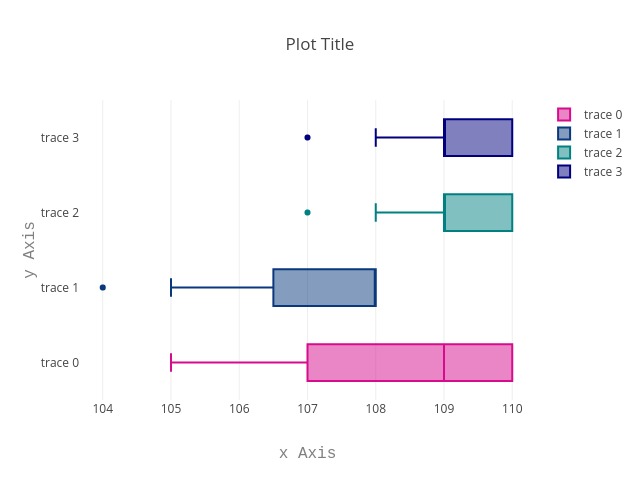 Plot Title
trace 0
trace 1
trace 2
trace 3
trace 3
trace 2
trace 1
trace 0
y Axis
104 105 106 107 108 109 110
x Axis